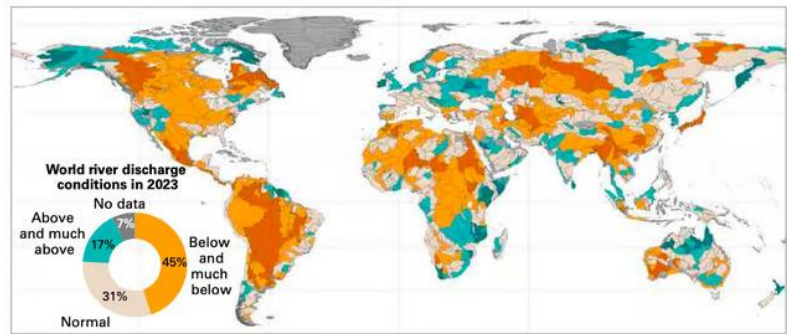 World river discharge
conditions in 2023
No data
7%
Above
and much
above
17%
45%
Below
and
much
below
31%
Normal